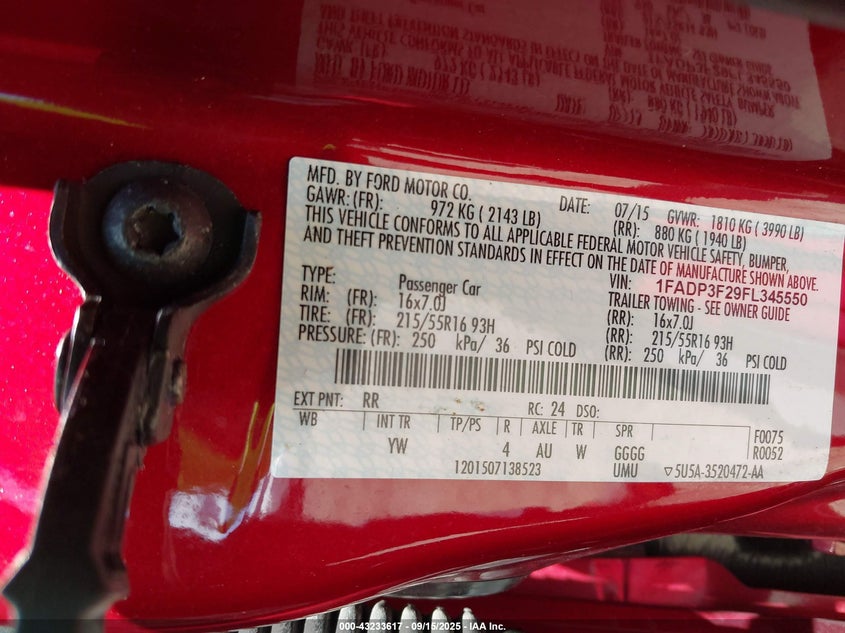 MFD. BY FORD MOTOR CO.
DATE: 07/15 GVWR: 1810 KG ( 3990 LB)
GAWR: (FR): 972 KG ( 2143 LB) (RR): 880 KG ( 1940 LB)
THIS VEHICLE CONFORMS TO ALL APPLICABLE FEDERAL MOTOR VEHICLE SAFETY, BUMPER,
AND THEFT PREVENTION STANDARDS IN EFFECT ON THE DATE OF MANUFACTURE SHOWN ABOVE.
VIN: 1FADP3F29FL345550
TYPE: Passenger Car TRAILER TOWING - SEE OWNER GUIDE
RIM: (FR): 16x7.0J (RR): 16x7.0J
TIRE: (FR): 215/55R16 93H (RR): 215/55R16 93H
PRESSURE: (FR): 250 kPa/ 36 PSI COLD (RR): 250 kPa/ 36 PSI COLD
EXT PNT: RR RC: 24 DSO:
WB INT TR TP/PS R AXLE TR SPR F0075
YW 4 AU W GGGG R0052
1201507138523 UMU ▽5U5A-3520472-AA
000-43233617 - 09/15/2025 - IAA Inc.